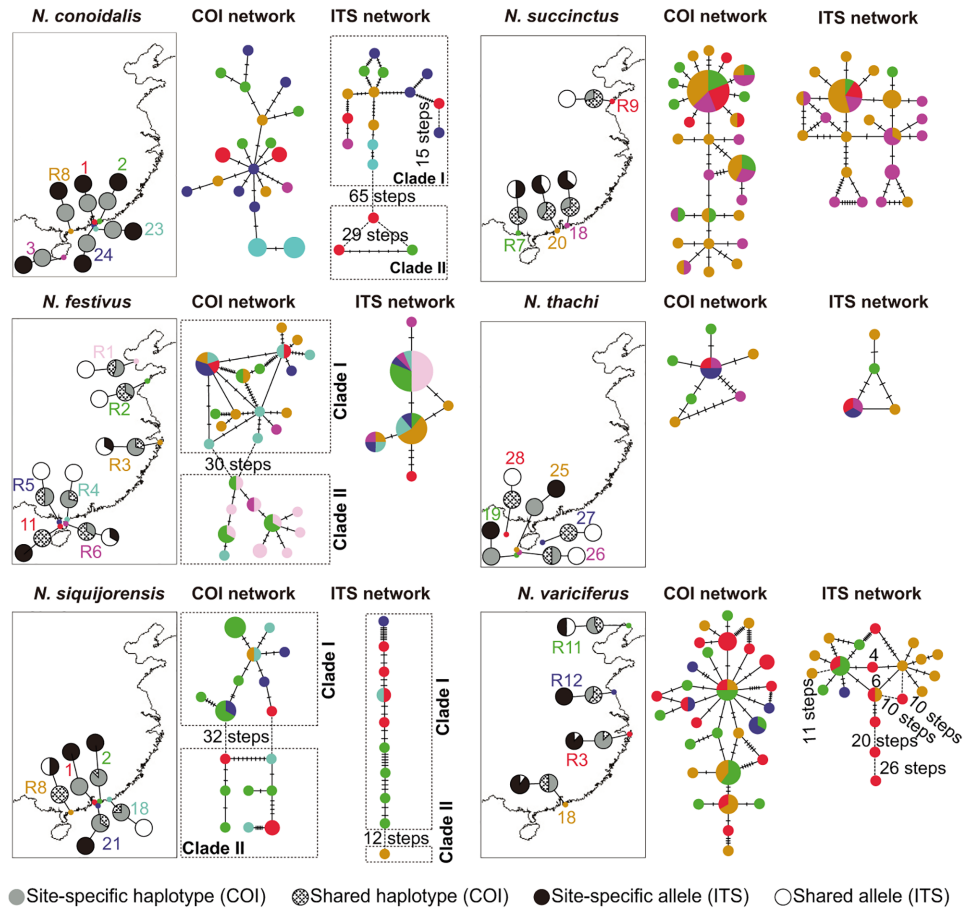 N. conoidalis COI network ITS network
R8 1 2 3 24 23
15 steps
Clade I
65 steps
29 steps
Clade II
N. succinctus COI network ITS network
R9
R7 20 18
N. festivus COI network ITS network
R1
R2
R3
R5 R4
11 R6
Clade I
30 steps
Clade II
N. thachi COI network ITS network
28 25
19 27
26
N. siquijorensis COI network ITS network
1 2
R8 18
21
Clade I
32 steps
Clade II
Clade I
12 steps
Clade II
N. variciferus COI network ITS network
R11
R12
R3
18
4
6
11 steps
10 steps
10 steps
20 steps
26 steps
Site-specific haplotype (COI) Shared haplotype (COI) Site-specific allele (ITS) Shared allele (ITS)